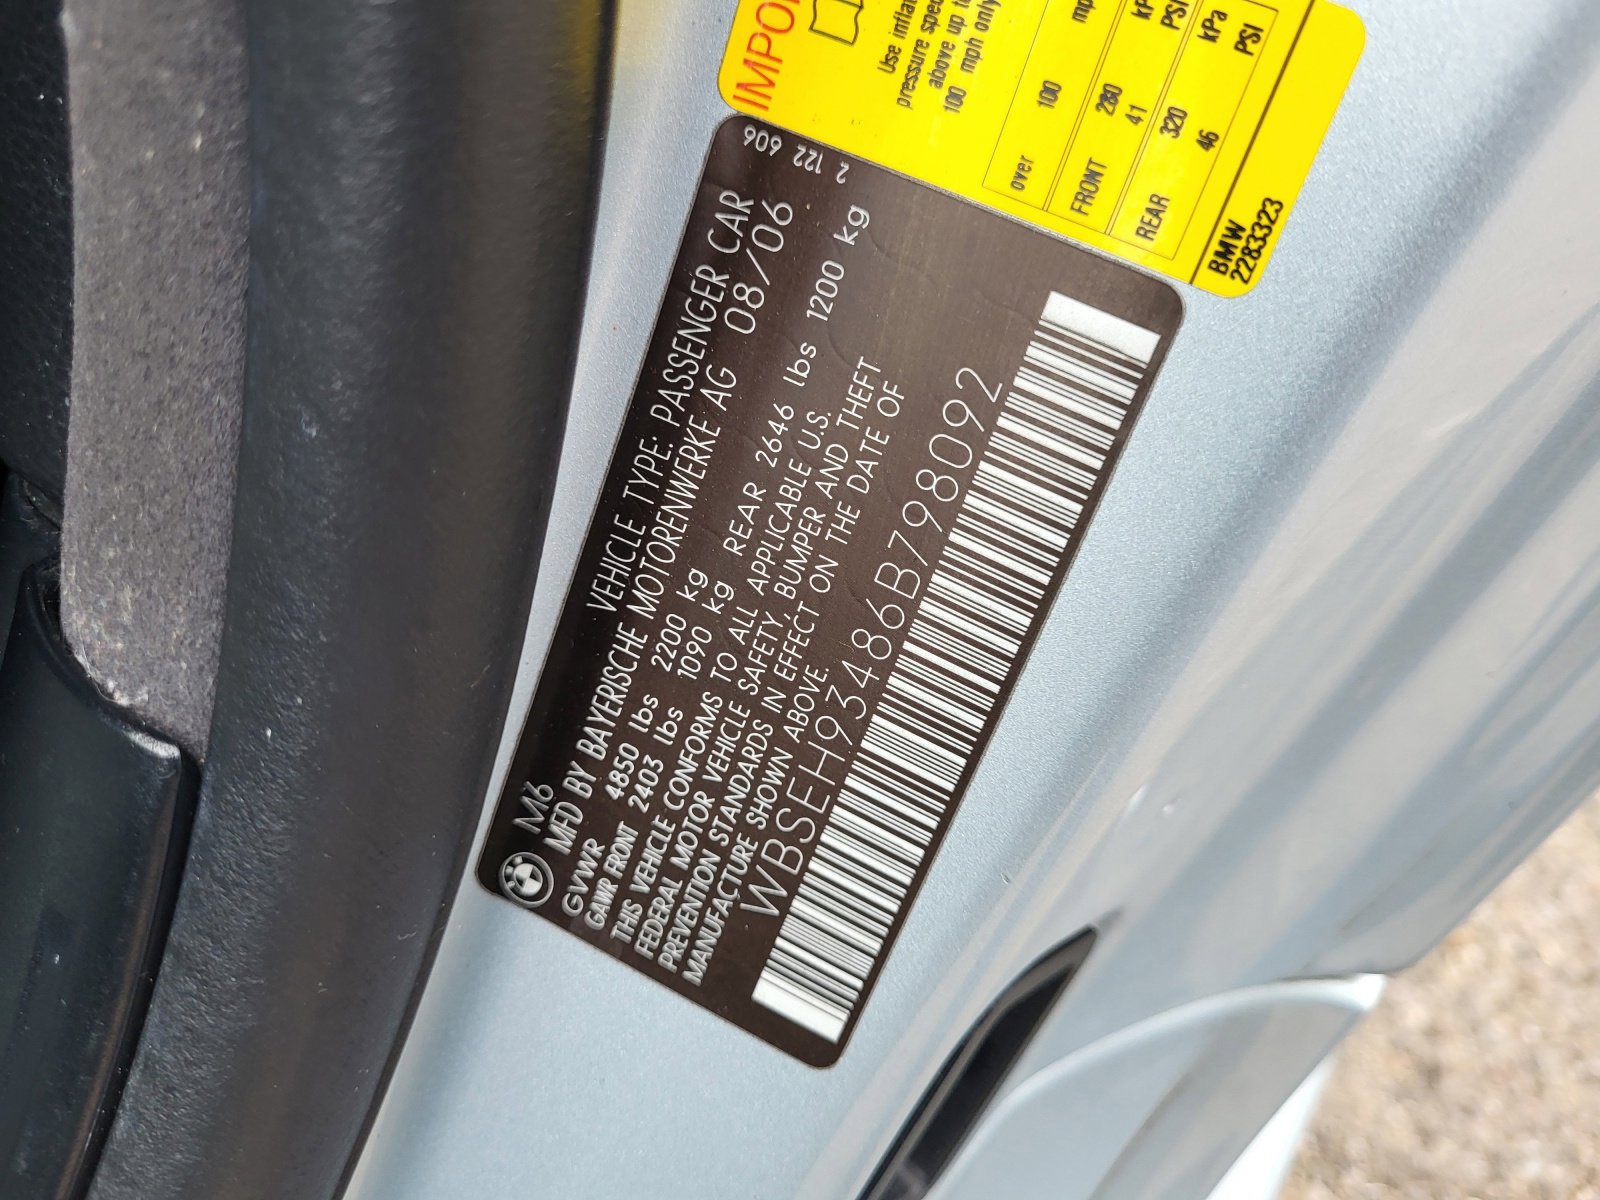 IMPOR
Use infla
pressure spe
above up t
100 mph only
over 100 mp
FRONT 280 kP
41 PSI
REAR 320 kPa
46 PSI
BMW
2283323
2 122 606
M6 VEHICLE TYPE: PASSENGER CAR
MFD BY BAYERISCHE MOTORENWERKE AG 08/06
GVWR 4850 lbs 2200 kg
GAWR FRONT 2403 lbs 1090 kg REAR 2646 lbs 1200 kg
THIS VEHICLE CONFORMS TO ALL APPLICABLE U.S.
FEDERAL MOTOR VEHICLE SAFETY, BUMPER AND THEFT
PREVENTION STANDARDS IN EFFECT ON THE DATE OF
MANUFACTURE SHOWN ABOVE.
WBSEH93486B798092